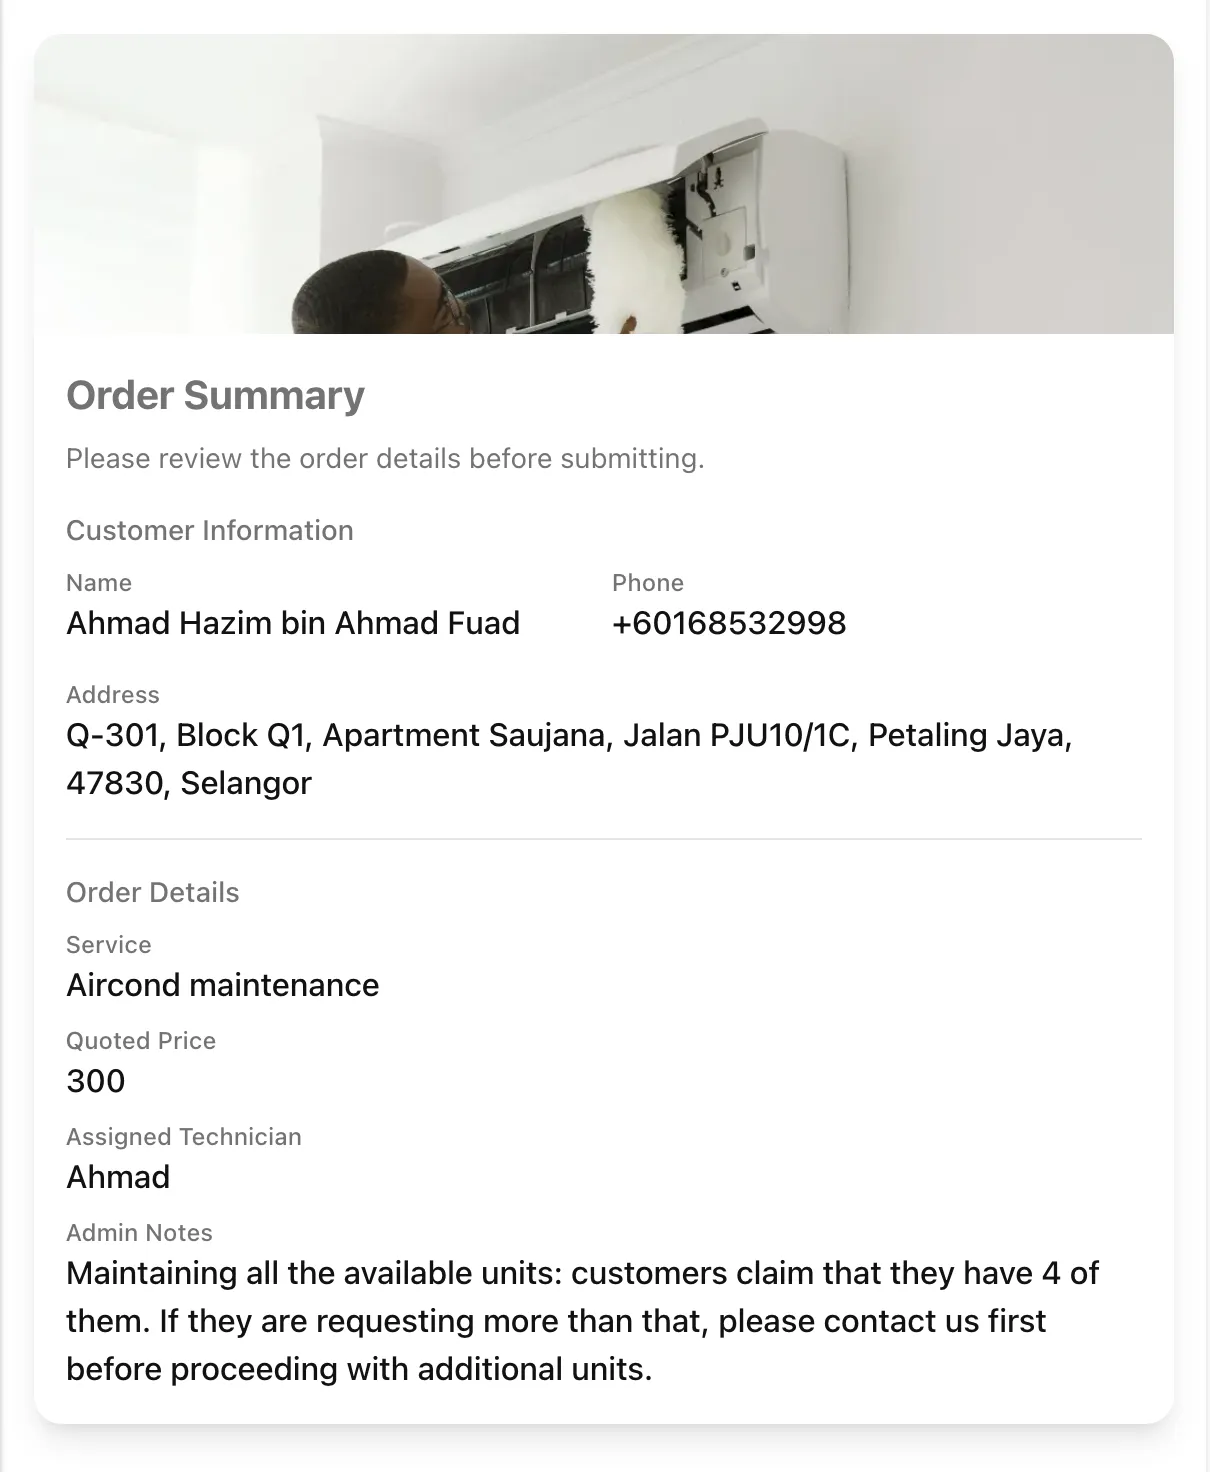 Order Summary
Please review the order details before submitting.
Customer Information
Name
Ahmad Hazim bin Ahmad Fuad
Phone
+60168532998
Address
Q-301, Block Q1, Apartment Saujana, Jalan PJU10/1C, Petaling Jaya,
47830, Selangor
Order Details
Service
Aircond maintenance
Quoted Price
300
Assigned Technician
Ahmad
Admin Notes
Maintaining all the available units: customers claim that they have 4 of
them. If they are requesting more than that, please contact us first
before proceeding with additional units.